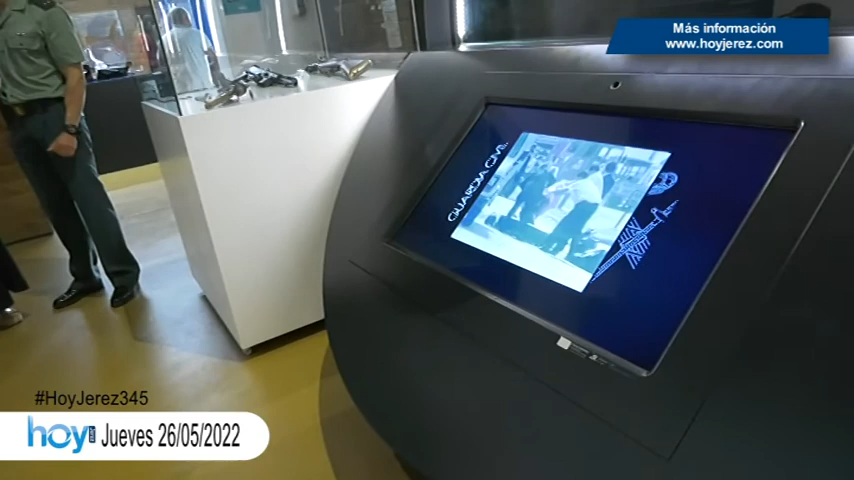 Más información
www.hoyjerez.com
GUARDIA CIVIL
#HoyJerez345
hoy Jueves 26/05/2022